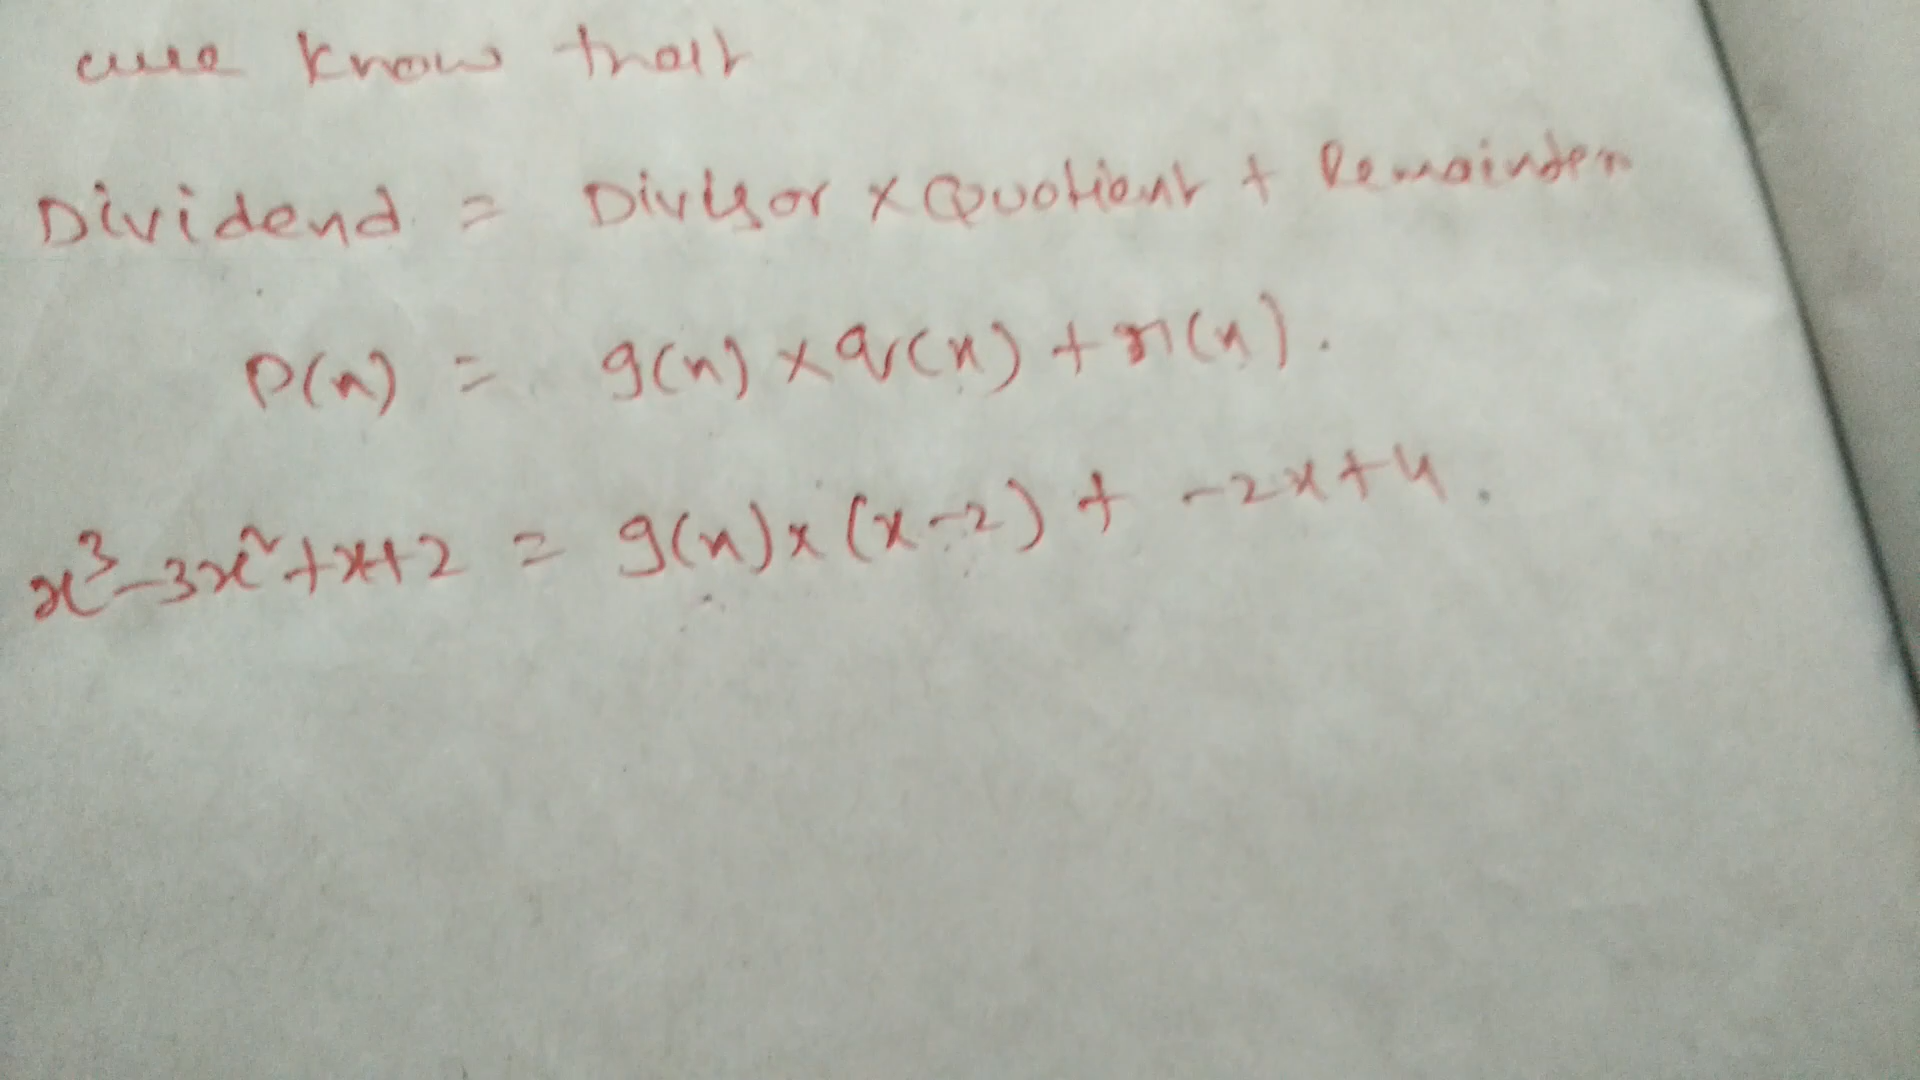 we know that
Dividend = Divisor × Quotient + Remainder
P(x) = g(x) × q(x) + r(x).
x³-3x²+x+2 = g(x) × (x-2) + -2x+4.